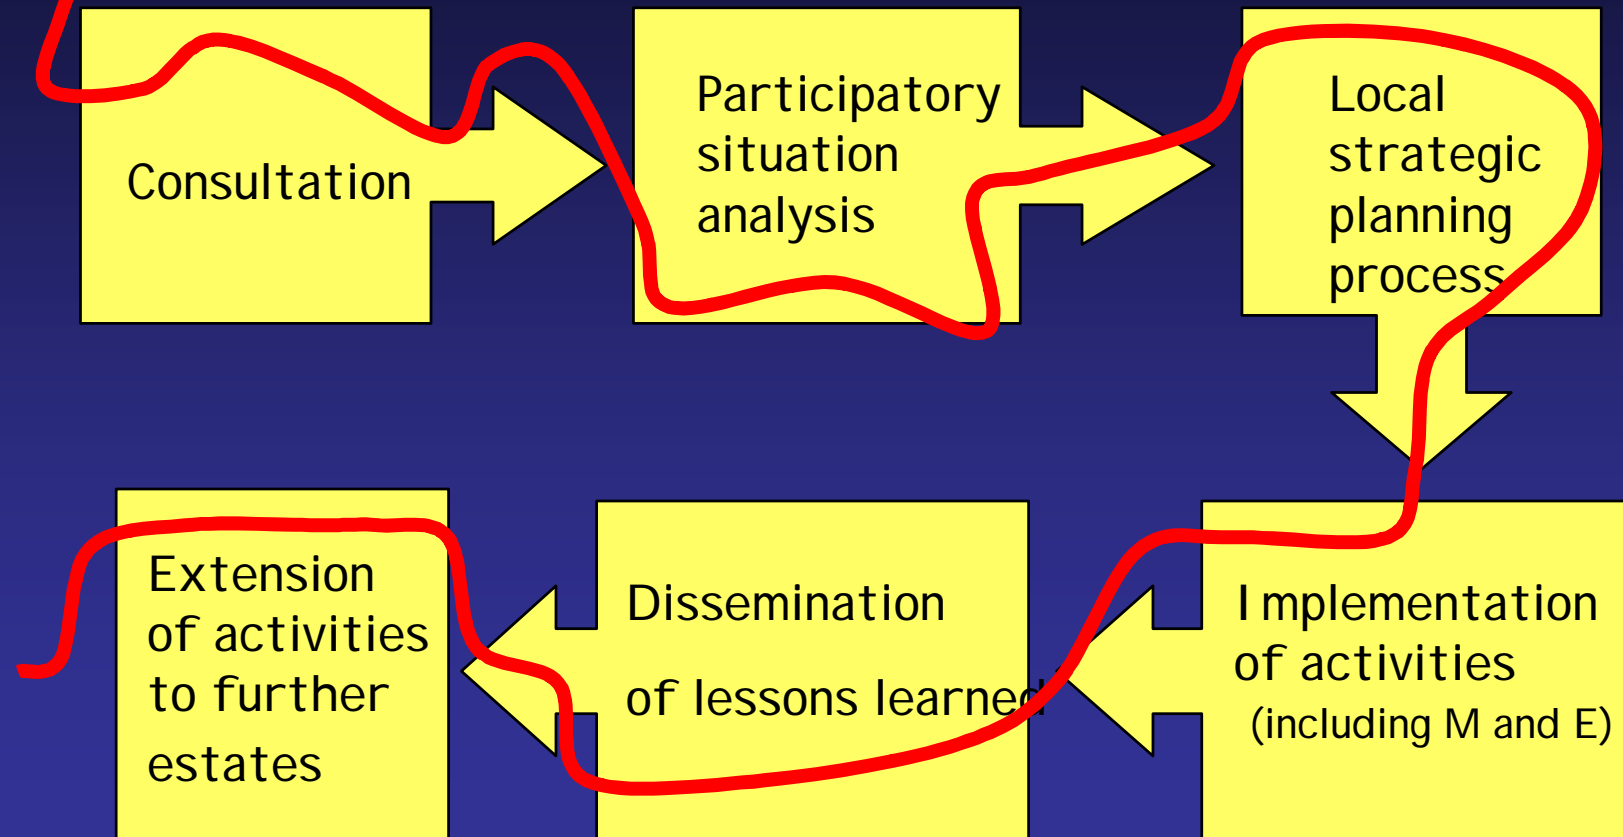 Consultation
Participatory
situation
analysis
Local
strategic
planning
process
Implementation
of activities
(including M and E)
Dissemination
of lessons learned
Extension
of activities
to further
estates